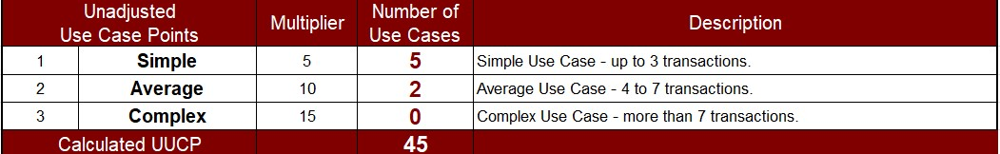 Unadjusted
Use Case Points
Multiplier
Number of
Use Cases
Description
1 Simple 5 5 Simple Use Case - up to 3 transactions.
2 Average 10 2 Average Use Case - 4 to 7 transactions.
3 Complex 15 0 Complex Use Case - more than 7 transactions.
Calculated UUCP 45